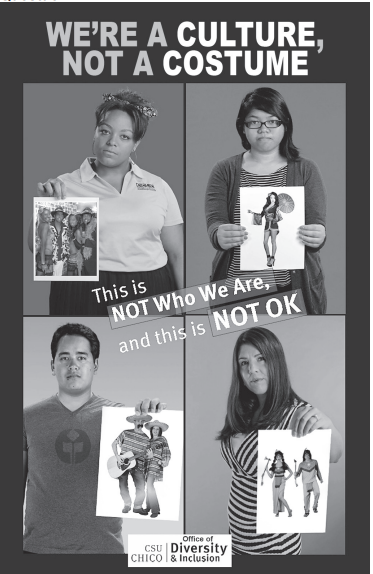 WE'RE A CULTURE,
NOT A COSTUME
This is
NOT Who We Are,
and this is NOT OK
CSU
CHICO
Office of
Diversity
& Inclusion